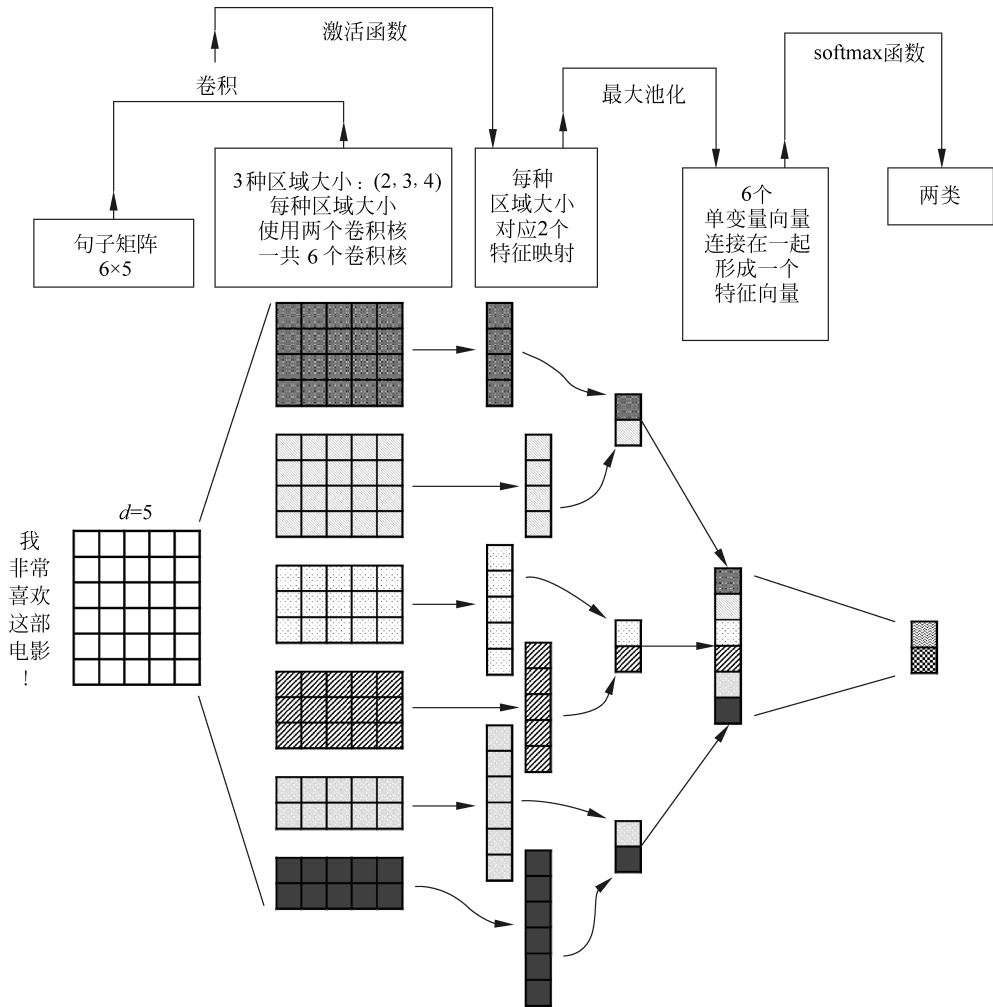 激活函数
softmax函数
卷积
最大池化
3种区域大小：(2, 3, 4)
每种区域大小
使用两个卷积核
一共 6 个卷积核
每种
区域大小
对应2个
特征映射
6个
单变量向量
连接在一起
形成一个
特征向量
两类
句子矩阵
6×5
d=5
我
非常
喜欢
这部
电影
！